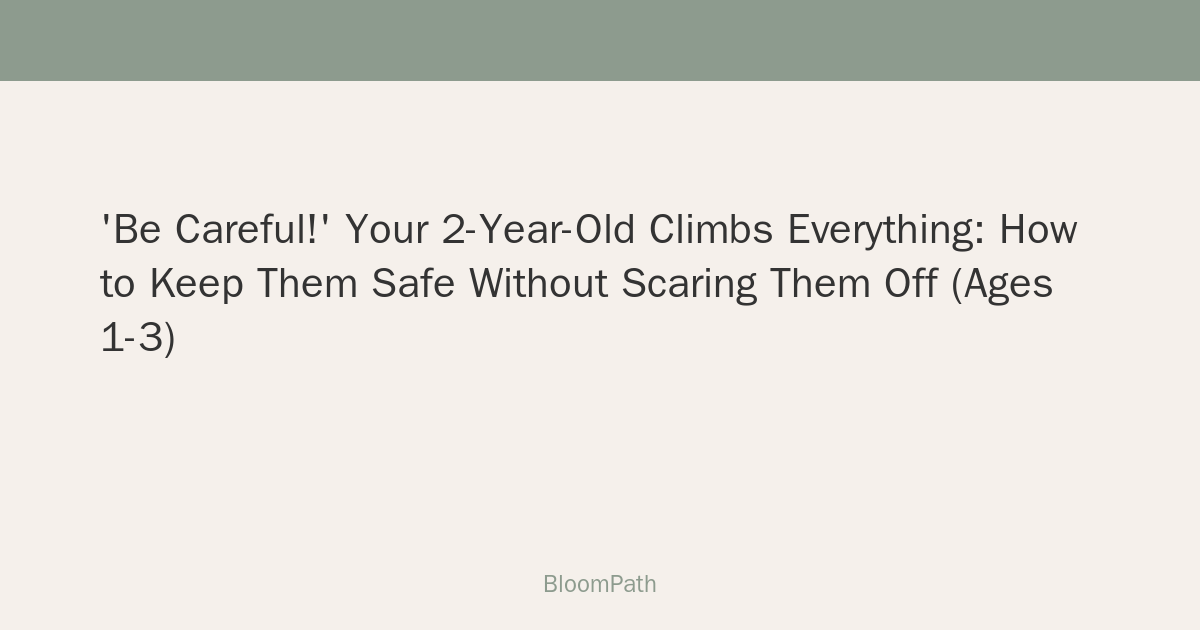 'Be Careful!' Your 2-Year-Old Climbs Everything: How
to Keep Them Safe Without Scaring Them Off (Ages
1-3)
BloomPath